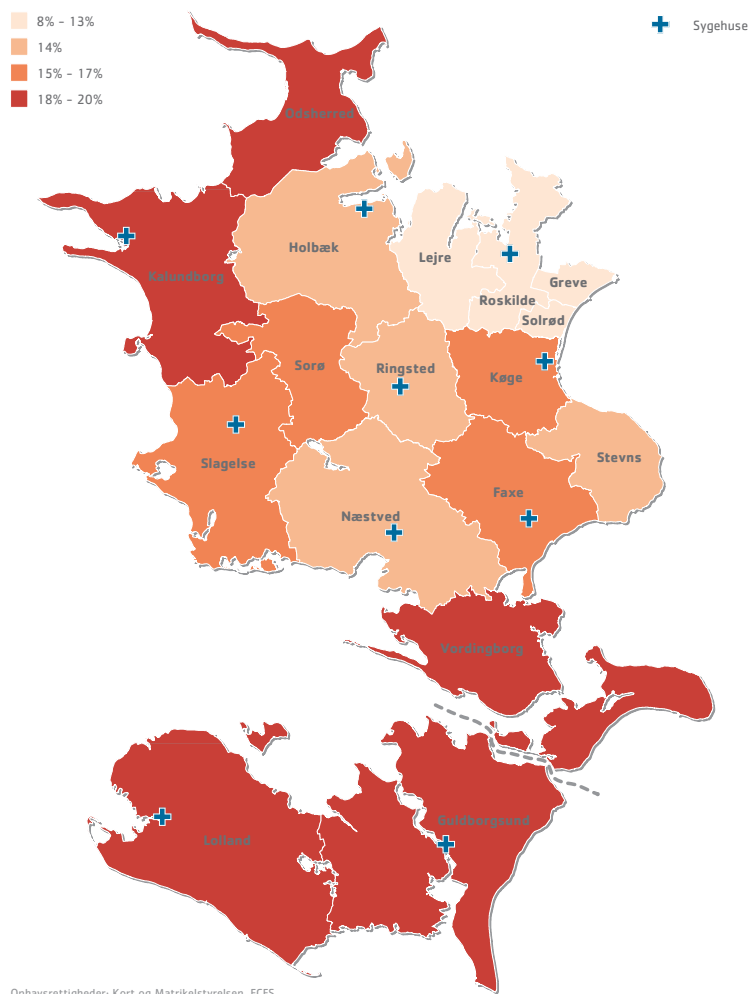 8% - 13%
14%
15% - 17%
18% - 20%
Sygehuse
Odsherred
Holbæk
Lejre
Kalundborg
Greve
Roskilde
Solrød
Sorø
Ringsted
Køge
Slagelse
Stevns
Faxe
Næstved
Vordingborg
Guldborgsund
Lolland
Ophavsrettigheder: Kort og Matrikelstyrelsen, FCFS